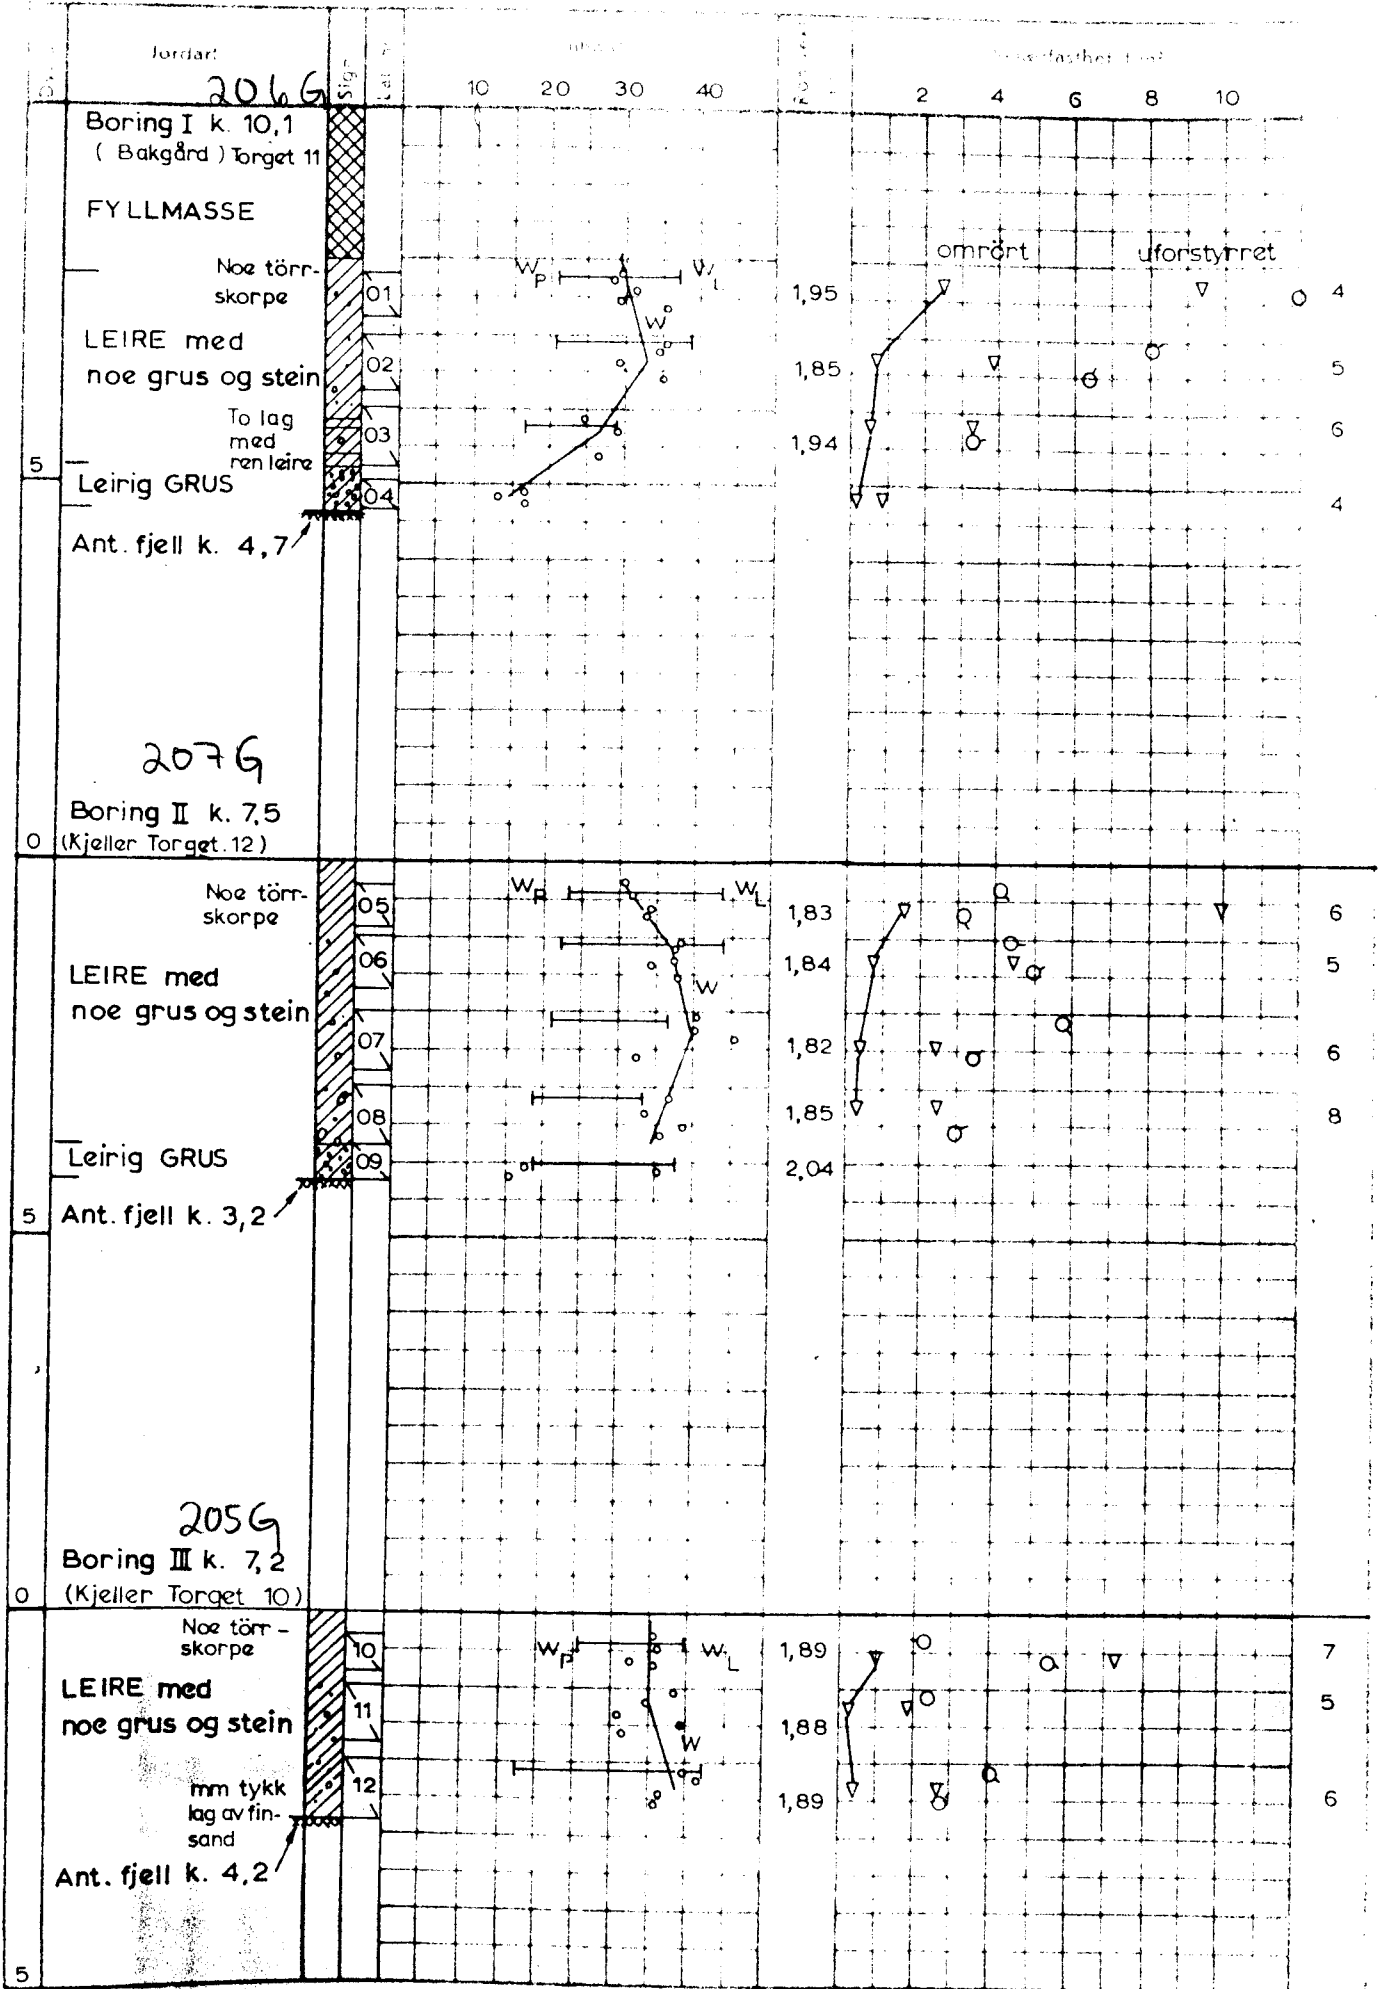 Jordart
206G
Sign
10 20 30 40
2 4 6 8 10
Boring I k. 10,1
( Bakgård ) Torget 11
FYLLMASSE
omrört uforstyrret
Noe törr-
skorpe
01
Wp WL
1,95
4
W
LEIRE med
noe grus og stein
02
1,85
5
To lag
med
ren leire
03
1,94
6
5
Leirig GRUS
04
4
Ant. fjell k. 4,7
207G
Boring II k. 7,5
0 (Kjeller Torget. 12)
Noe törr-
skorpe
05
Wp WL
1,83
6
06
1,84
5
LEIRE med
noe grus og stein
W
07
1,82
6
08
1,85
8
Leirig GRUS
09
2,04
5
Ant. fjell k. 3,2
205G
Boring III k. 7,2
0 (Kjeller Torget 10)
Noe törr-
skorpe
10
Wp WL
1,89
7
LEIRE med
noe grus og stein
11
1,88
5
W
mm tykk
lag av fin-
sand
12
1,89
6
Ant. fjell k. 4,2
5